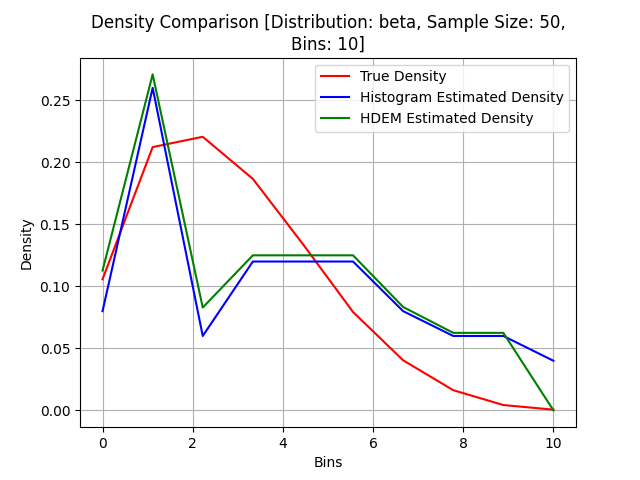 Density Comparison [Distribution: beta, Sample Size: 50,
Bins: 10]
True Density
Histogram Estimated Density
HDEM Estimated Density
Density
0.25
0.20
0.15
0.10
0.05
0.00
0 2 4 6 8 10
Bins